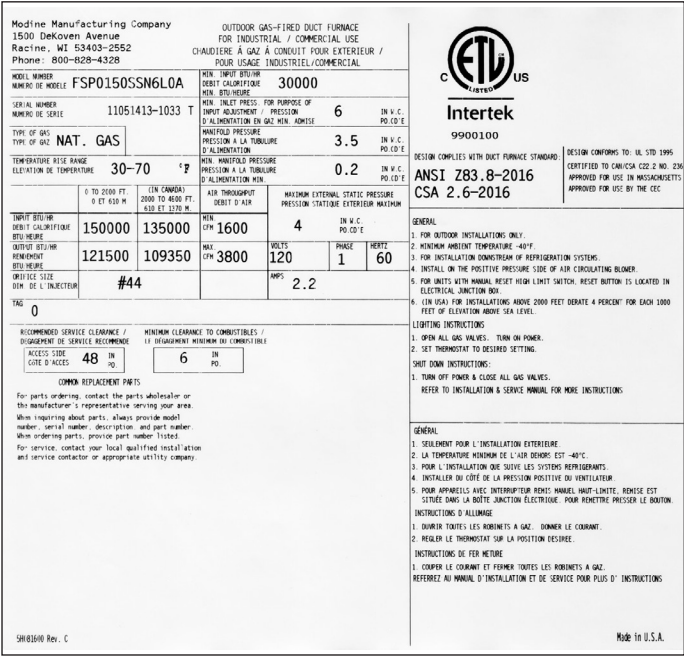 Modine Manufacturing Company
1500 DeKoven Avenue
Racine, WI 53403-2552
Phone: 800-828-4328
OUTDOOR GAS-FIRED DUCT FURNACE
FOR INDUSTRIAL / COMMERCIAL USE
CHAUDIERE Á GAZ Á CONDUIT POUR EXTERIEUR /
POUR USAGE INDUSTRIEL/COMMERCIAL
MODEL NUMBER
NUMERO DE MODELE FSP0150SSN6L0A
MIN. INPUT BTU/HR
DEBIT CALORIFIQUE
MIN. BTU/HEURE
30000
SERIAL NUMBER
NUMERO DE SERIE
11051413-1033 T
MIN. INLET PRESS. FOR PURPOSE OF
INPUT ADJUSTMENT / PRESSION
D'ALIMENTATION EN GAZ MIN. ADMISE
6
IN W.C.
PO.CD'E
TYPE OF GAS
TYPE OF GAZ NAT. GAS
MANIFOLD PRESSURE
PRESSION A LA TUBULURE
D'ALIMENTATION
3.5
IN W.C.
PO.CD'E
TEMPERATURE RISE RANGE
ELEVATION DE TEMPERATURE
30-70 °F
MIN. MANIFOLD PRESSURE
PRESSION A LA TUBULURE
D'ALIMENTATION MIN.
0.2
IN W.C.
PO.CD'E
0 TO 2000 FT.
0 ET 610 M
(IN CANADA)
2000 TO 4600 FT.
610 ET 1370 M.
AIR THROUGHPUT
DEBIT D'AIR
MAXIMUM EXTERNAL STATIC PRESSURE
PRESSION STATIQUE EXTERIEUR MAXIMUM
INPUT BTU/HR
DEBIT CALORIFIQUE
BTU/HEURE
150000
135000
MIN.
CFM 1600
4
IN W.C.
PO.CD'E
OUTPUT BTU/HR
RENDEMENT
BTU/HEURE
121500
109350
MAX.
CFM 3800
VOLTS
120
PHASE
1
HERTZ
60
ORIFICE SIZE
DIM. DE L'INJECTEUR
#44
AMPS
2.2
TAG
0
RECOMMENDED SERVICE CLEARANCE /
DEGAGEMENT DE SERVICE RECOMMENDE
ACCESS SIDE
CÔTE D'ACCES
48
IN
PO.
MINIMUM CLEARANCE TO COMBUSTIBLES /
LE DÉGAGEMENT MINIMUM DU COMBUSTIBLE
6
IN
PO.
COMMON REPLACEMENT PARTS
For parts ordering, contact the parts wholesaler or
the manufacturer's representative serving your area.
When inquiring about parts, always provide model
number, serial number, description, and part number.
When ordering parts, provide part number listed.
For service, contact your local qualified installation
and service contactor or appropriate utility company.
5H081600 Rev. C
C ETL US
LISTED
Intertek
9900100
DESIGN COMPLIES WITH DUCT FURNACE STANDARD:
ANSI Z83.8-2016
CSA 2.6-2016
DESIGN CONFORMS TO: UL STD 1995
CERTIFIED TO CAN/CSA C22.2 NO. 236
APPROVED FOR USE IN MASSACHUSETTS
APPROVED FOR USE BY THE CEC
GENERAL
1. FOR OUTDOOR INSTALLATIONS ONLY.
2. MINIMUM AMBIENT TEMPERATURE -40°F.
3. FOR INSTALLATION DOWNSTREAM OF REFRIGERATION SYSTEMS.
4. INSTALL ON THE POSITIVE PRESSURE SIDE OF AIR CIRCULATING BLOWER.
5. FOR UNITS WITH MANUAL RESET HIGH LIMIT SWITCH, RESET BUTTON IS LOCATED IN
ELECTRICAL JUNCTION BOX.
6. (IN USA) FOR INSTALLATIONS ABOVE 2000 FEET DERATE 4 PERCENT FOR EACH 1000
FEET OF ELEVATION ABOVE SEA LEVEL.
LIGHTING INSTRUCTIONS
1. OPEN ALL GAS VALVES. TURN ON POWER.
2. SET THERMOSTAT TO DESIRED SETTING.
SHUT DOWN INSTRUCTIONS:
1. TURN OFF POWER & CLOSE ALL GAS VALVES.
REFER TO INSTALLATION & SERVCE MANUAL FOR MORE INSTRUCTIONS
GÉNÉRAL
1. SEULEMENT POUR L'INSTALLATION EXTERIEURE.
2. LA TEMPERATURE MINIMUM DE L'AIR DEHORS EST -40°C.
3. POUR L'INSTALLATION QUE SUIVE LES SYSTEMS REFRIGERANTS.
4. INSTALLER DU CÔTÉ DE LA PRESSION POSITIVE DU VENTILATEUR.
5. POUR APPAREILS AVEC INTERRUPTEUR REMIS MANUEL HAUT-LIMITE, REMISE EST
SITUÉE DANS LA BOÎTE JUNCTION ÉLECTRIQUE. POUR REMETTRE PRESSER LE BOUTON.
INSTRUCTIONS D'ALLUMAGE
1. OUVRIR TOUTES LES ROBINETS A GAZ. DONNER LE COURANT.
2. REGLER LE THERMOSTAT SUR LA POSITION DESIREE.
INSTRUCTIONS DE FER METURE
1. COUPER LE COURANT ET FERMER TOUTES LES ROBINETS A GAZ.
REFERREZ AU MANUAL D'INSTALLATION ET DE SERVICE POUR PLUS D' INSTRUCTIONS
Made in U.S.A.